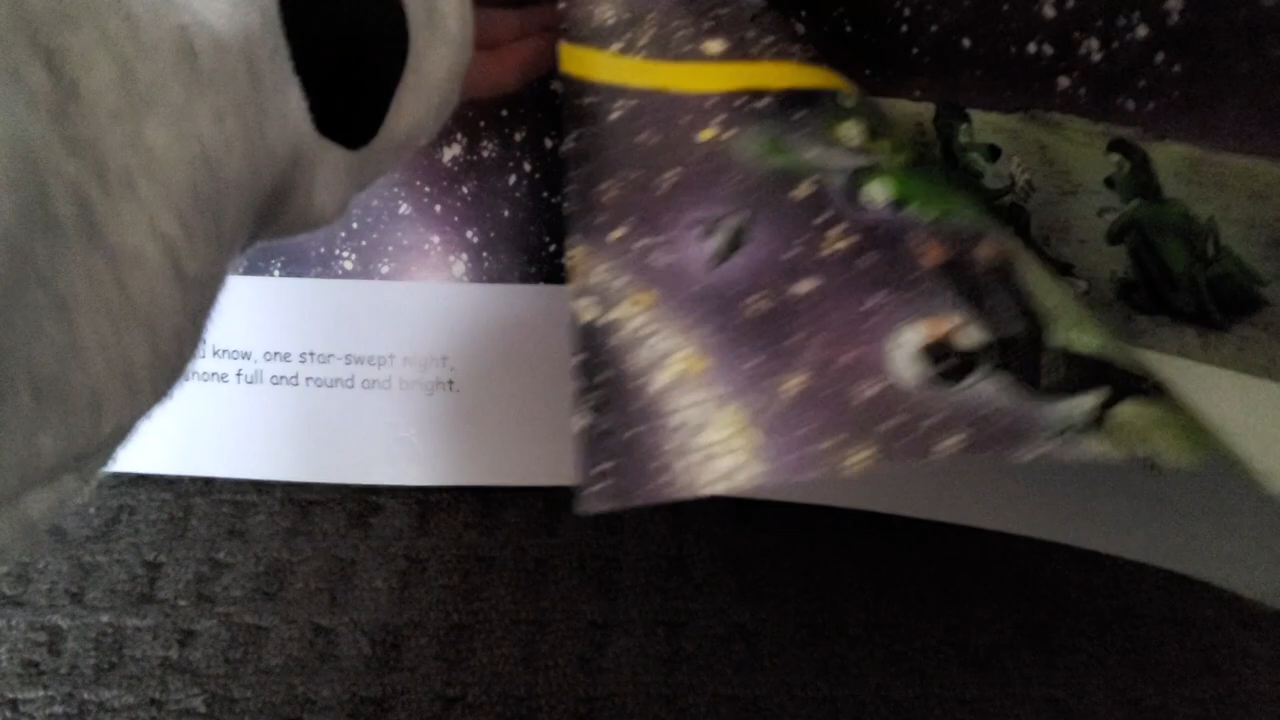 know, one star-swept night,
full and round and bright.